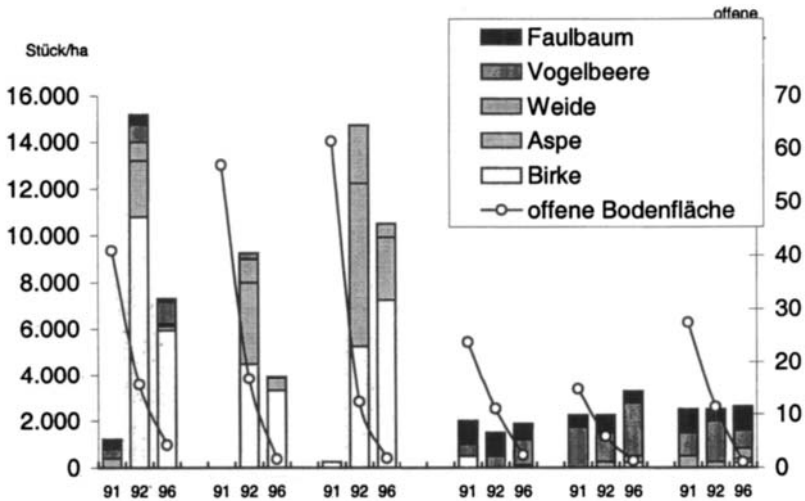 offene
Stück/ha
Faulbaum
Vogelbeere
Weide
Aspe
Birke
offene Bodenfläche
16.000
14.000
12.000
10.000
8.000
6.000
4.000
2.000
0
70
60
50
40
30
20
10
0
91 92 96 91 92 96 91 92 96 91 92 96 91 92 96 91 92 96